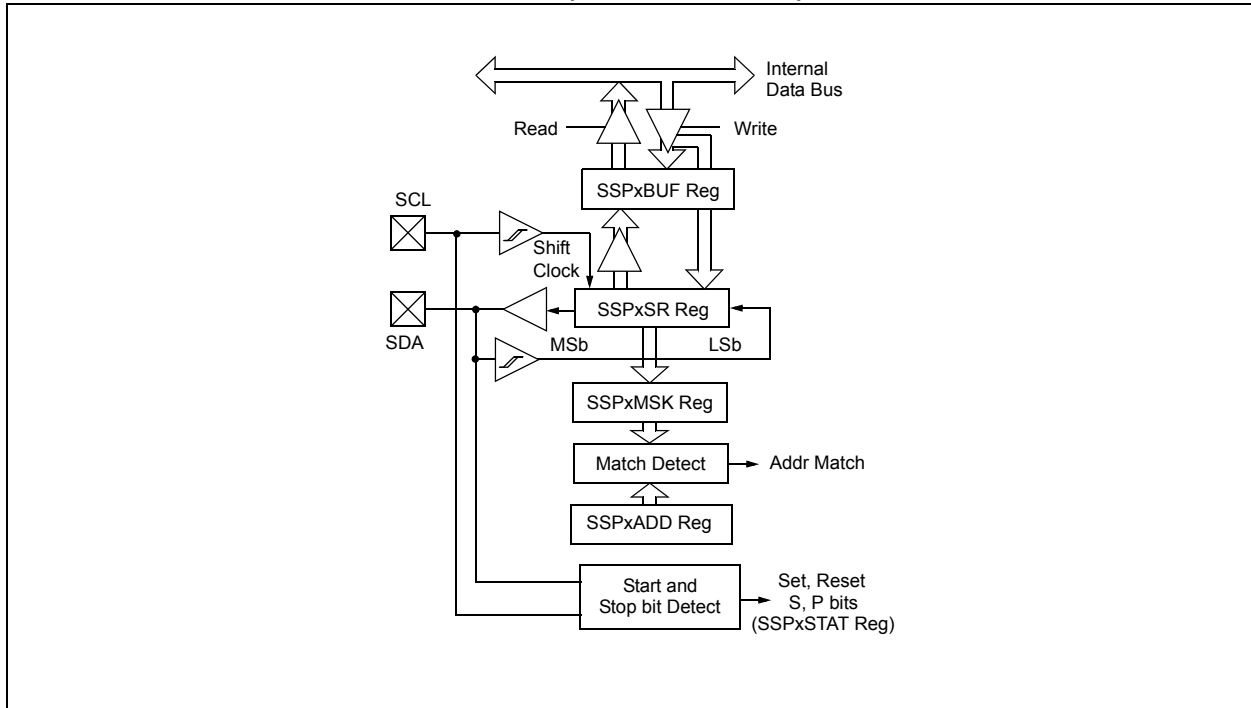 Internal
Data Bus
Read
Write
SSPxBUF Reg
SCL
Shift
Clock
SSPxSR Reg
SDA
MSb
LSb
SSPxMSK Reg
Match Detect
Addr Match
SSPxADD Reg
Start and
Stop bit Detect
Set, Reset
S, P bits
(SSPxSTAT Reg)